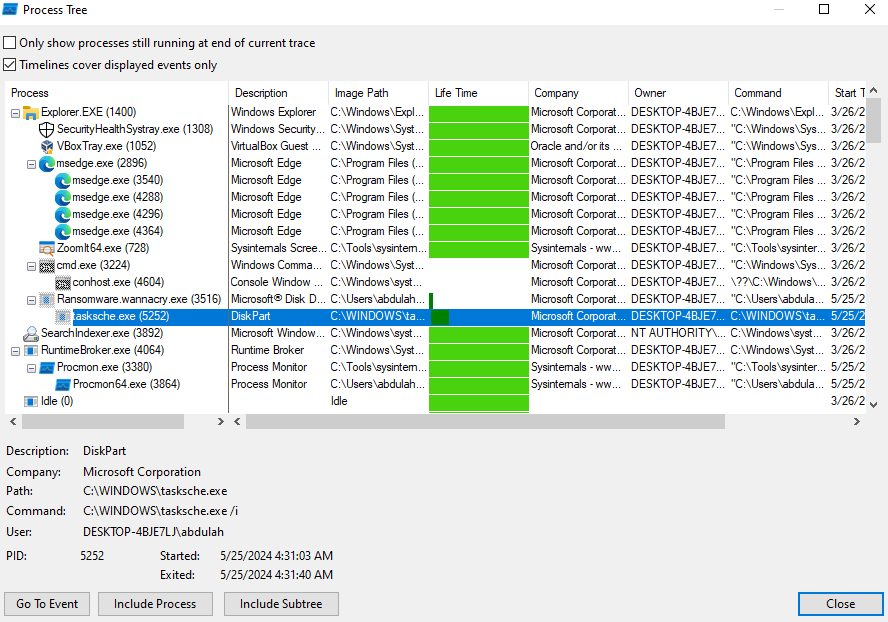 Process Tree
Only show processes still running at end of current trace
Timelines cover displayed events only
Process Description Image Path Life Time Company Owner Command Start T
Explorer.EXE (1400) Windows Explorer C:\Windows\Expl... Microsoft Corporat... DESKTOP-4BJE7... C:\Windows\Expl... 3/26/2
SecurityHealthSystray.exe (1308) Windows Security... C:\Windows\Syst... Microsoft Corporat... DESKTOP-4BJE7... "C:\Windows\Sys... 3/26/2
VBoxTray.exe (1052) VirtualBox Guest ... C:\Windows\Syst... Oracle and/or its ... DESKTOP-4BJE7... "C:\Windows\Sys... 3/26/2
msedge.exe (2896) Microsoft Edge C:\Program Files (... Microsoft Corporat... DESKTOP-4BJE7... "C:\Program Files ... 3/26/2
msedge.exe (3540) Microsoft Edge C:\Program Files (... Microsoft Corporat... DESKTOP-4BJE7... "C:\Program Files ... 3/26/2
msedge.exe (4288) Microsoft Edge C:\Program Files (... Microsoft Corporat... DESKTOP-4BJE7... "C:\Program Files ... 3/26/2
msedge.exe (4296) Microsoft Edge C:\Program Files (... Microsoft Corporat... DESKTOP-4BJE7... "C:\Program Files ... 3/26/2
msedge.exe (4364) Microsoft Edge C:\Program Files (... Microsoft Corporat... DESKTOP-4BJE7... "C:\Program Files ... 3/26/2
ZoomIt64.exe (728) Sysinternals Scree... C:\Tools\sysintern... Sysinternals - ww... DESKTOP-4BJE7... "C:\Tools\sysinter... 3/26/2
cmd.exe (3224) Windows Comma... C:\Windows\Syst... Microsoft Corporat... DESKTOP-4BJE7... "C:\Windows\Sys... 3/26/2
conhost.exe (4604) Console Window ... C:\Windows\Syst... Microsoft Corporat... DESKTOP-4BJE7... \??\C:\Windows\... 3/26/2
Ransomware.wannacry.exe (3516) Microsoft® Disk D... C:\Users\abdulah... Microsoft Corporat... DESKTOP-4BJE7... "C:\Users\abdula... 5/25/2
tasksche.exe (5252) DiskPart C:\WINDOWS\ta... Microsoft Corporat... DESKTOP-4BJE7... C:\WINDOWS\ta... 5/25/2
SearchIndexer.exe (3892) Microsoft Window... C:\Windows\syst... Microsoft Corporat... NT AUTHORITY\... C:\Windows\syst... 3/26/2
RuntimeBroker.exe (4064) Runtime Broker C:\Windows\Syst... Microsoft Corporat... DESKTOP-4BJE7... C:\Windows\Syst... 3/26/2
Procmon.exe (3380) Process Monitor C:\Tools\sysintern... Sysinternals - ww... DESKTOP-4BJE7... "C:\Tools\sysinter... 5/25/2
Procmon64.exe (3864) Process Monitor C:\Users\abdulah... Sysinternals - ww... DESKTOP-4BJE7... "C:\Users\abdula... 5/25/2
Idle (0) Idle 3/26/2
Description: DiskPart
Company: Microsoft Corporation
Path: C:\WINDOWS\tasksche.exe
Command: C:\WINDOWS\tasksche.exe /i
User: DESKTOP-4BJE7LJ\abdulah
PID: 5252 Started: 5/25/2024 4:31:03 AM
Exited: 5/25/2024 4:31:40 AM
Go To Event Include Process Include Subtree Close